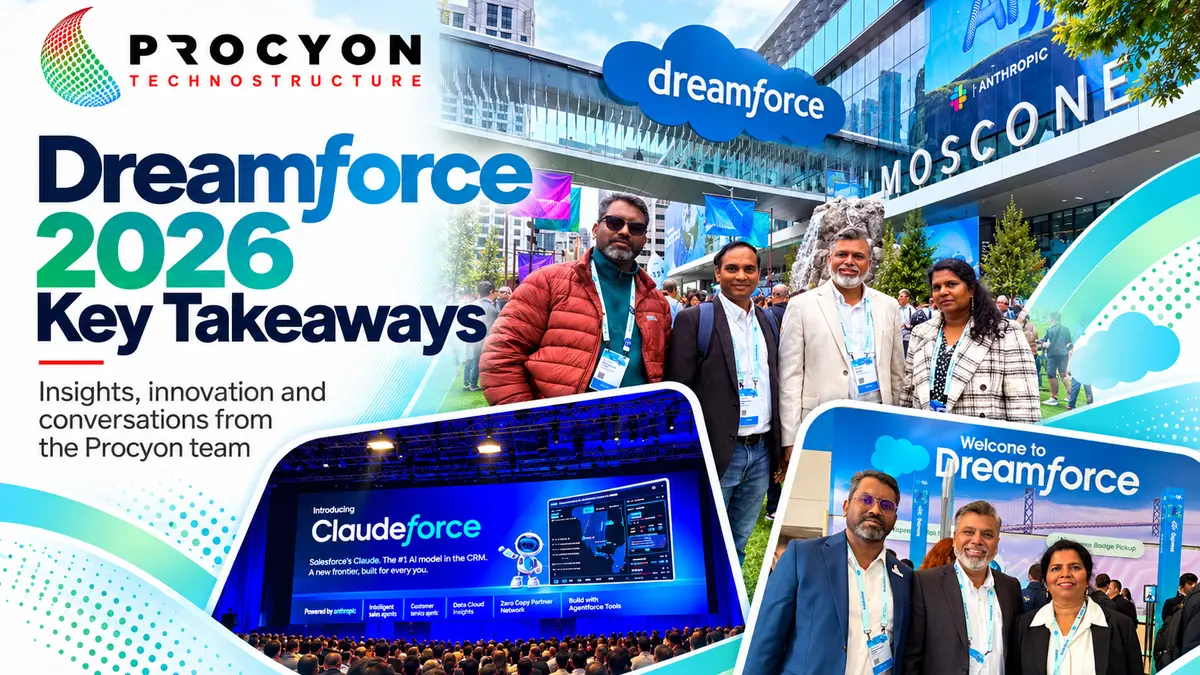 PROCYON
TECHNOSTRUCTURE
Dreamforce
2026
Key Takeaways
Insights, innovation and
conversations from
the Procyon team
dreamforce
ANTHROPIC
MOSCONE
Introducing
Claudeforce
Salesforce's Claude. The #1 AI model in the CRM.
A new frontier, built for every you.
Powered by anthropic
Intelligent
sales agents
Customer
service agents
Data Cloud
Insights
Zero Copy Partner
Network
Build with
Agentforce Tools
Welcome to
Dreamforce
Badge Pickup